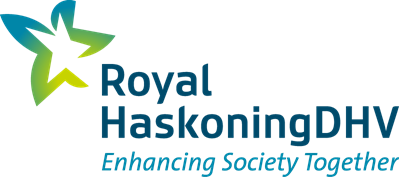 Royal
HaskoningDHV
Enhancing Society Together